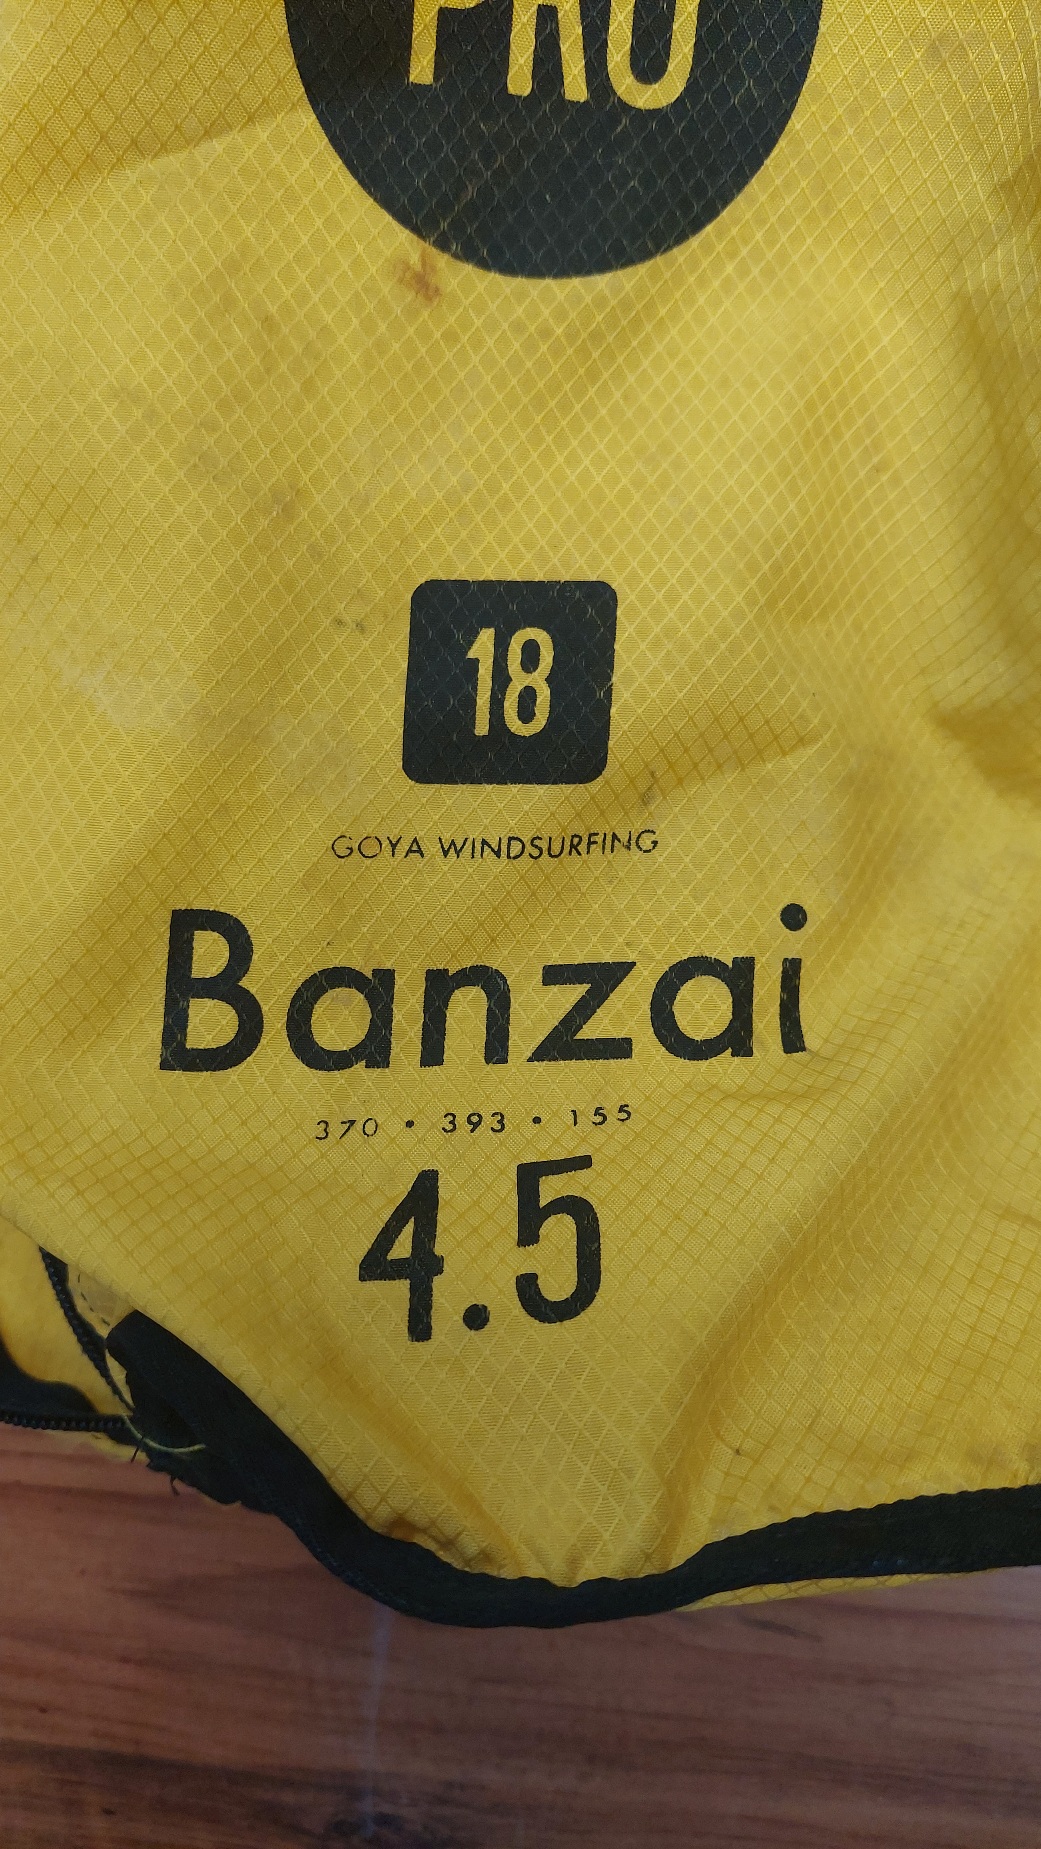 PRO
18
GOYA WINDSURFING
Banzai
370 • 393 • 155
4.5